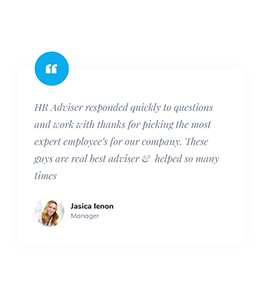 HR Adviser responded quickly to questions
and work with thanks for picking the most
expert employee's for our company. These
guys are real best adviser & helped so many
times
Jasica lenon
Manager